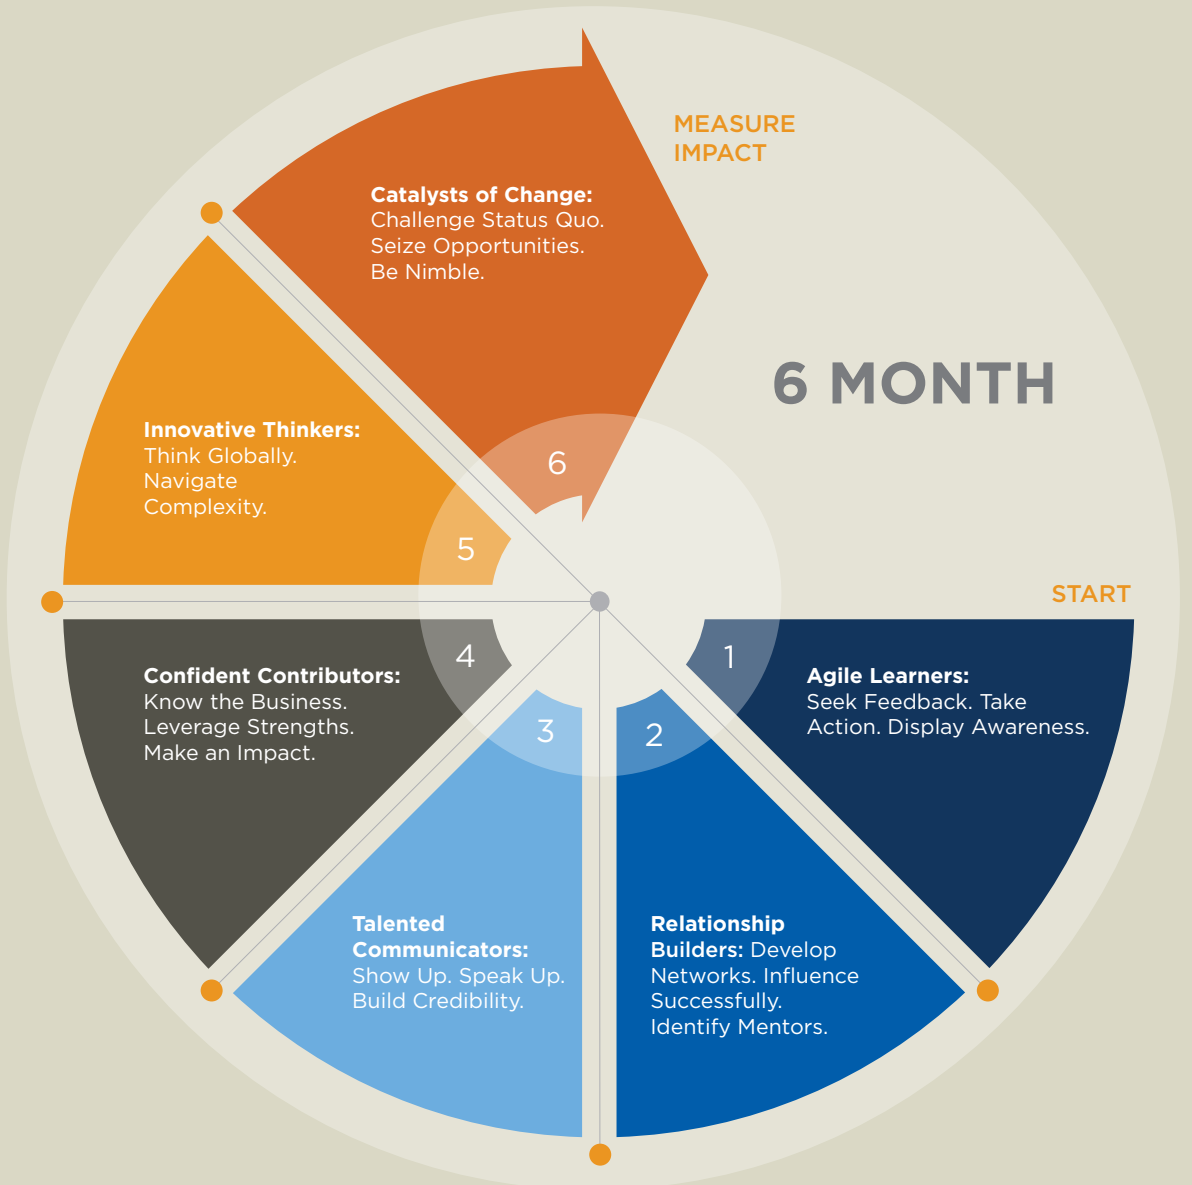 MEASURE
IMPACT
Catalysts of Change:
Challenge Status Quo.
Seize Opportunities.
Be Nimble.
6 MONTH
Innovative Thinkers:
Think Globally.
Navigate
Complexity.
6
5
START
4
Confident Contributors:
Know the Business.
Leverage Strengths.
Make an Impact.
1
Agile Learners:
Seek Feedback. Take
Action. Display Awareness.
3
2
Talented
Communicators:
Show Up. Speak Up.
Build Credibility.
Relationship
Builders: Develop
Networks. Influence
Successfully.
Identify Mentors.